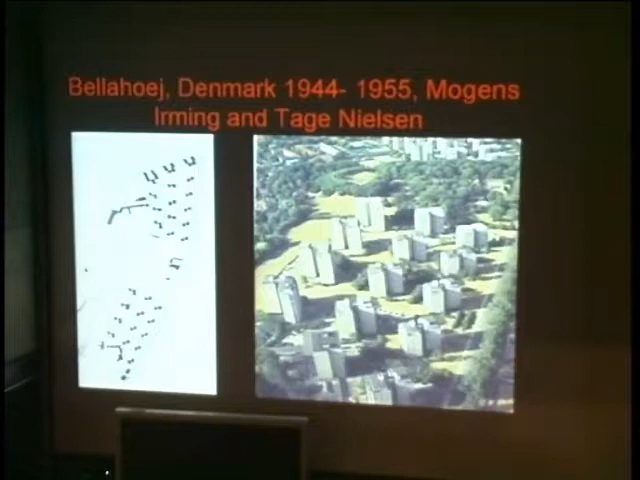 Bellahoej, Denmark 1944- 1955, Mogens
Irming and Tage Nielsen